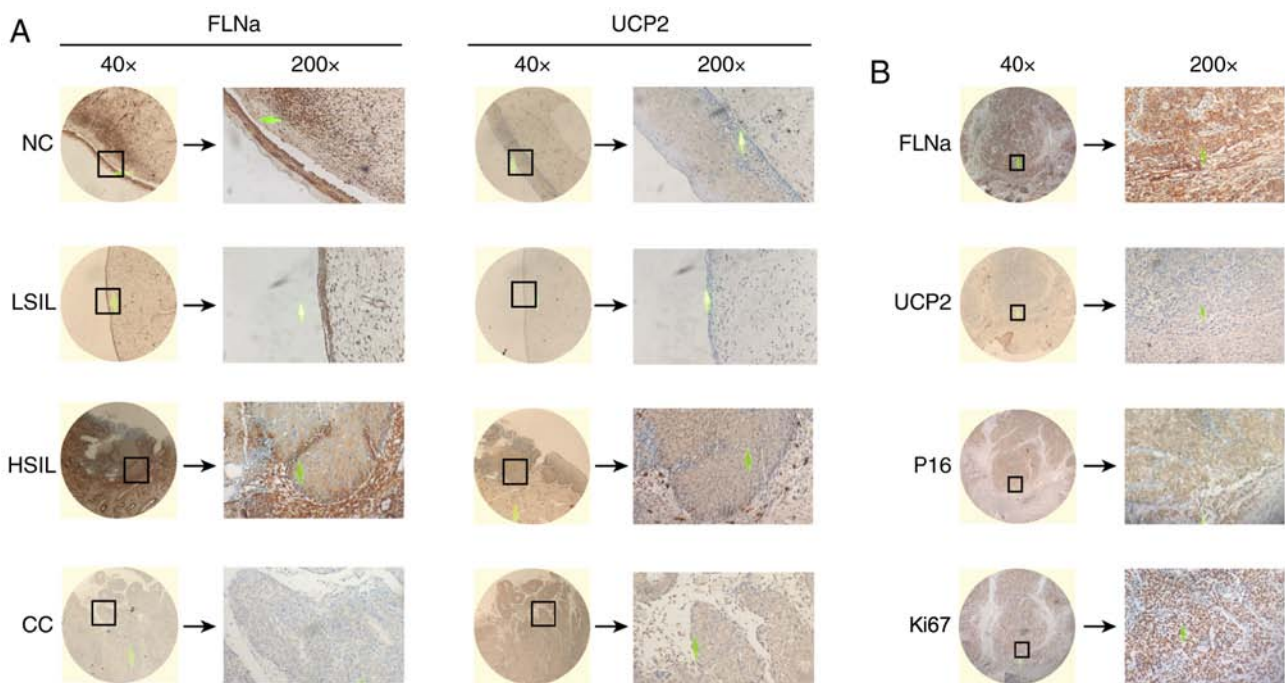 A
FLNa
UCP2
40×
200×
40×
200×
B
40×
200×
NC
FLNa
LSIL
UCP2
HSIL
P16
CC
Ki67